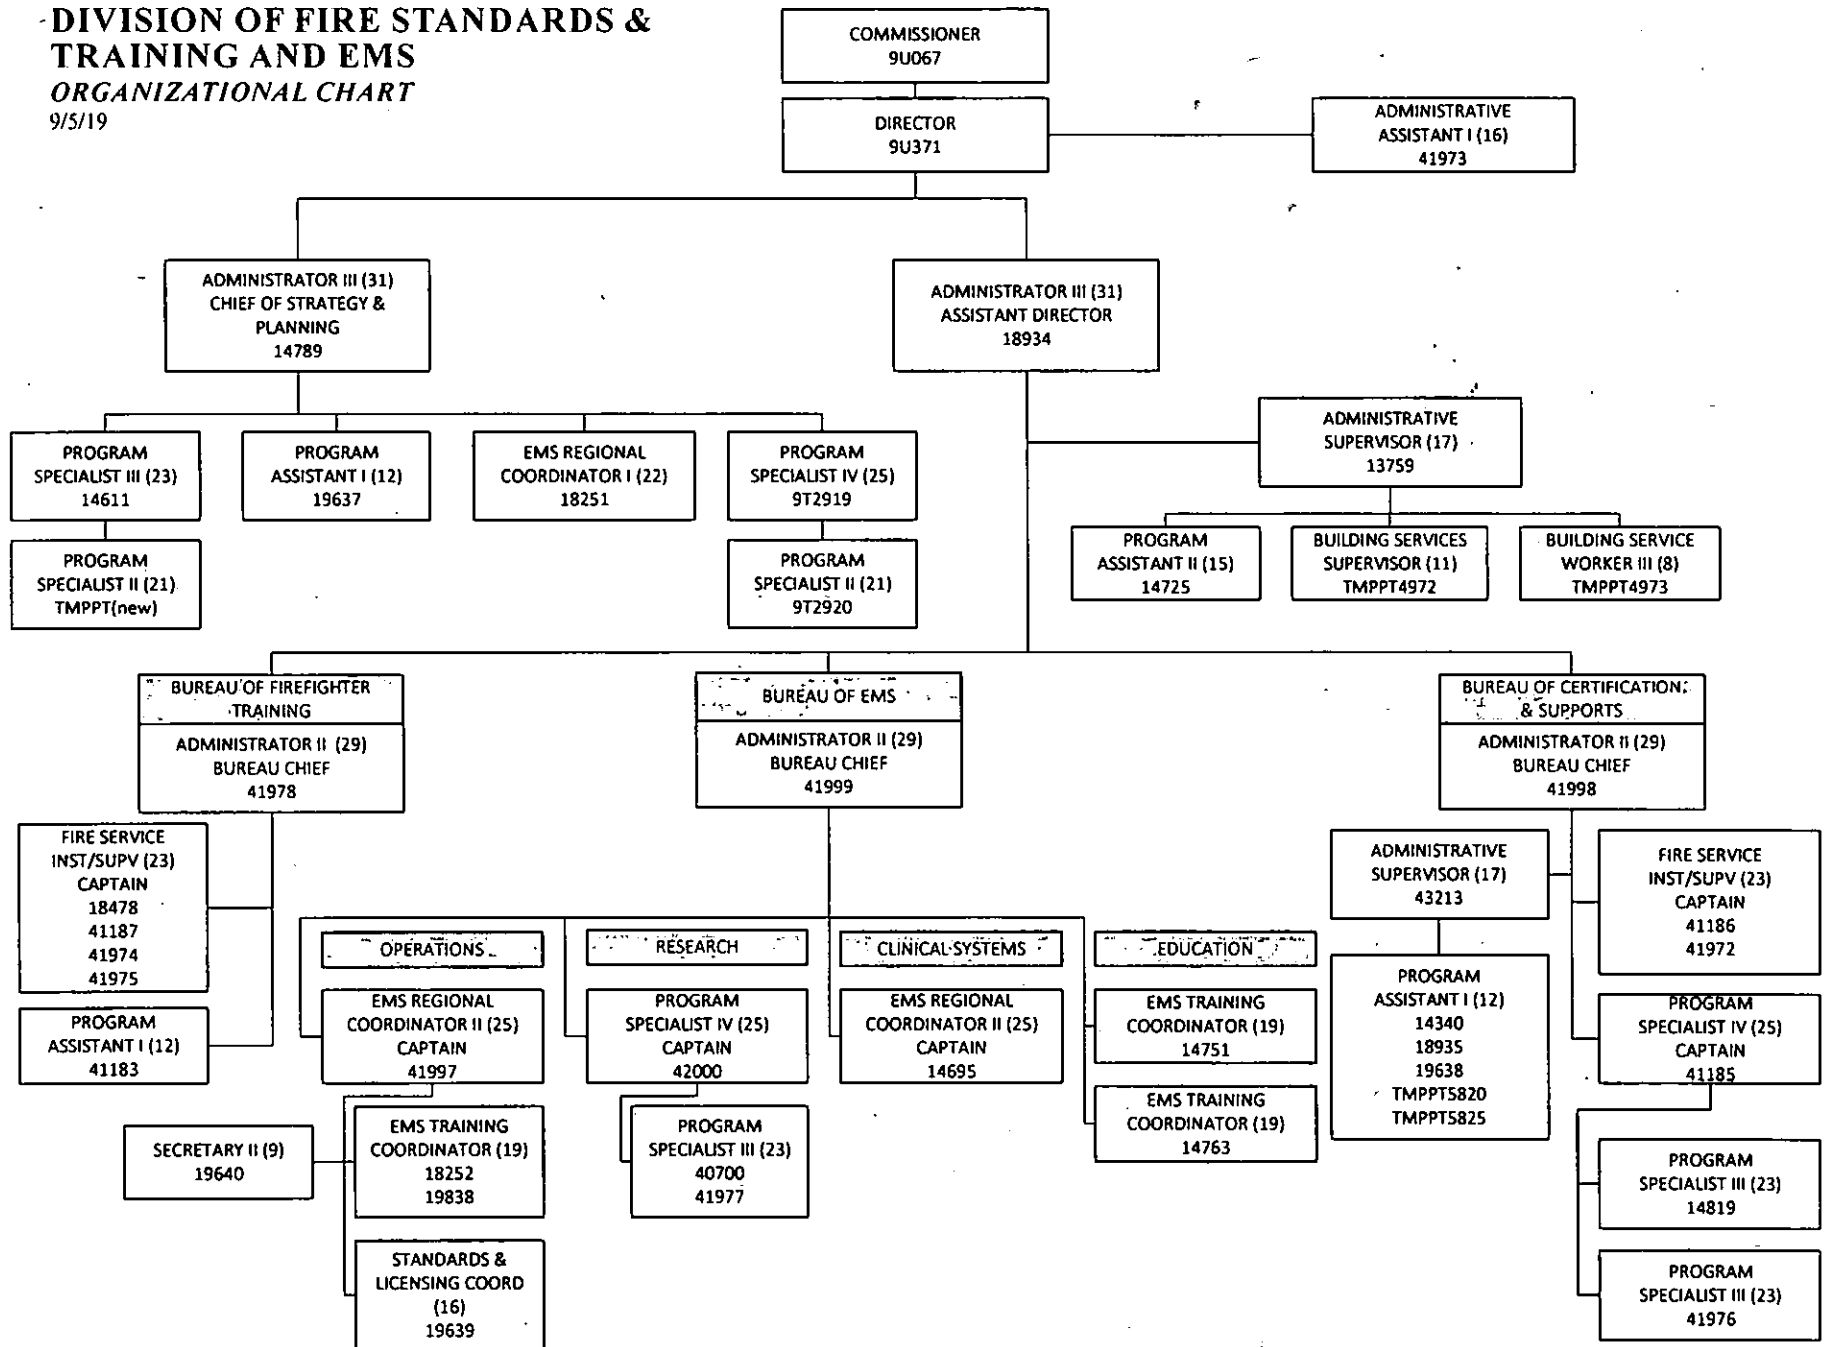 DIVISION OF FIRE STANDARDS &
TRAINING AND EMS
ORGANIZATIONAL CHART
9/5/19
COMMISSIONER
9U067
DIRECTOR
9U371
ADMINISTRATIVE
ASSISTANT I (16)
41973
ADMINISTRATOR III (31)
CHIEF OF STRATEGY &
PLANNING
14789
ADMINISTRATOR III (31)
ASSISTANT DIRECTOR
18934
PROGRAM
SPECIALIST III (23)
14611
PROGRAM
ASSISTANT I (12)
19637
EMS REGIONAL
COORDINATOR I (22)
18251
PROGRAM
SPECIALIST IV (25)
9T2919
ADMINISTRATIVE
SUPERVISOR (17)
13759
PROGRAM
SPECIALIST II (21)
TMPPT(new)
PROGRAM
SPECIALIST II (21)
9T2920
PROGRAM
ASSISTANT II (15)
14725
BUILDING SERVICES
SUPERVISOR (11)
TMPPT4972
BUILDING SERVICE
WORKER III (8)
TMPPT4973
BUREAU OF FIREFIGHTER
TRAINING
ADMINISTRATOR II (29)
BUREAU CHIEF
41978
BUREAU OF EMS
ADMINISTRATOR II (29)
BUREAU CHIEF
41999
BUREAU OF CERTIFICATION
& SUPPORTS
ADMINISTRATOR II (29)
BUREAU CHIEF
41998
FIRE SERVICE
INST/SUPV (23)
CAPTAIN
18478
41187
41974
41975
PROGRAM
ASSISTANT I (12)
41183
OPERATIONS
EMS REGIONAL
COORDINATOR II (25)
CAPTAIN
41997
SECRETARY II (9)
19640
EMS TRAINING
COORDINATOR (19)
18252
19838
STANDARDS &
LICENSING COORD
(16)
19639
RESEARCH
PROGRAM
SPECIALIST IV (25)
CAPTAIN
42000
PROGRAM
SPECIALIST III (23)
40700
41977
CLINICAL SYSTEMS
EMS REGIONAL
COORDINATOR II (25)
CAPTAIN
14695
EDUCATION
EMS TRAINING
COORDINATOR (19)
14751
EMS TRAINING
COORDINATOR (19)
14763
ADMINISTRATIVE
SUPERVISOR (17)
43213
PROGRAM
ASSISTANT I (12)
14340
18935
19638
TMPPT5820
TMPPT5825
FIRE SERVICE
INST/SUPV (23)
CAPTAIN
41186
41972
PROGRAM
SPECIALIST IV (25)
CAPTAIN
41185
PROGRAM
SPECIALIST III (23)
14819
PROGRAM
SPECIALIST III (23)
41976